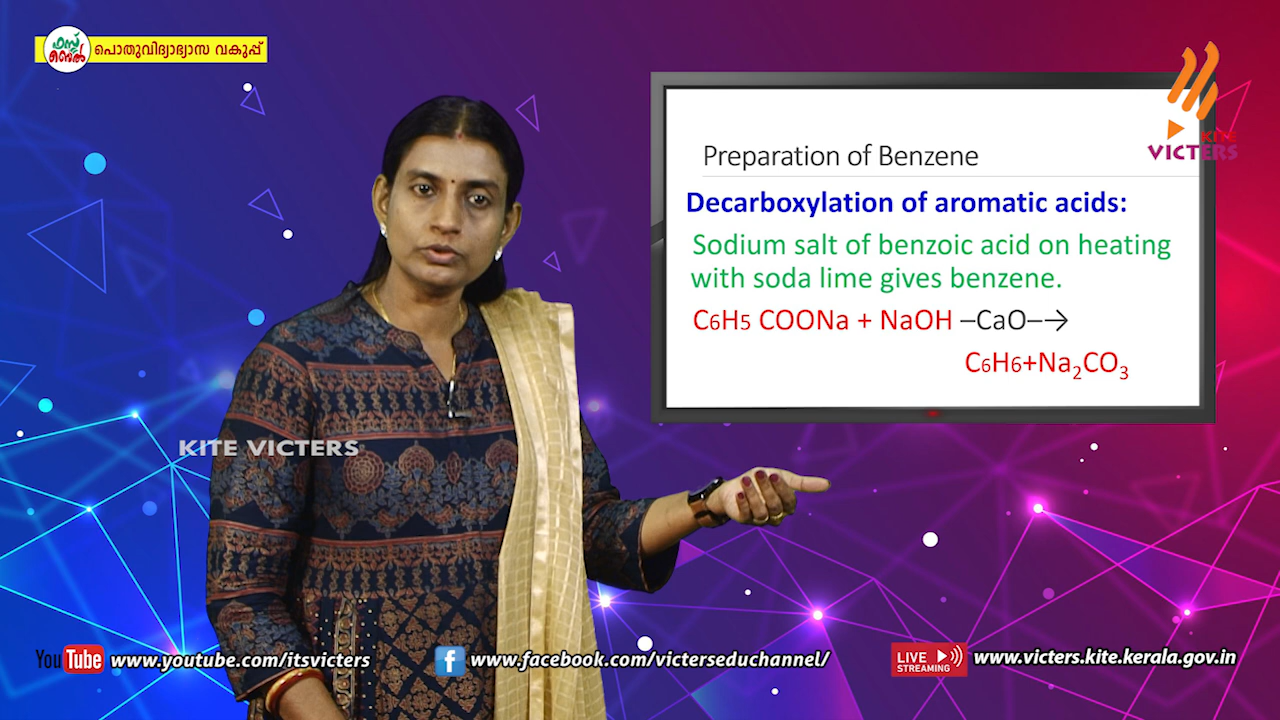 ഫസ്റ്റ്
ബെൽ
പൊതുവിദ്യാഭ്യാസ വകുപ്പ്
KITE
VICTERS
Preparation of Benzene
Decarboxylation of aromatic acids:
Sodium salt of benzoic acid on heating
with soda lime gives benzene.
C6H5 COONa + NaOH –CaO–→
C6H6+Na₂CO₃
KITE VICTERS
YouTube www.youtube.com/itsvicters
f www.facebook.com/victerseduchannel/
LIVE
STREAMING
www.victers.kite.kerala.gov.in